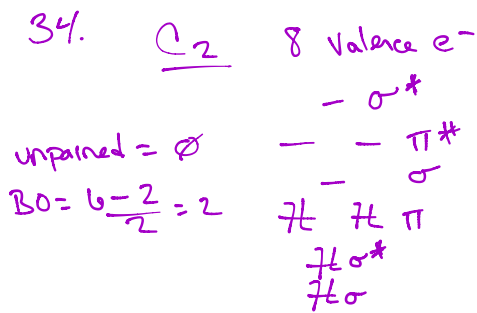 34. C2 8 Valence e-
— σ*
— — π*
unpaired = ∅
— σ
BO = 6-2/2 = 2
⥮ ⥮ π
⥮ σ*
⥮ σ